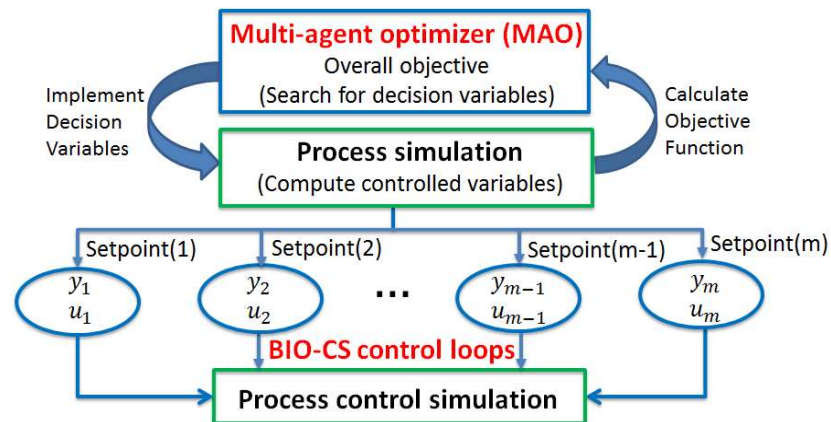 Multi-agent optimizer (MAO)
Overall objective
(Search for decision variables)
Implement
Decision
Variables
Calculate
Objective
Function
Process simulation
(Compute controlled variables)
Setpoint(1)
Setpoint(2)
Setpoint(m-1)
Setpoint(m)
y₁
u₁
y₂
u₂
...
yₘ₋₁
uₘ₋₁
yₘ
uₘ
BIO-CS control loops
Process control simulation